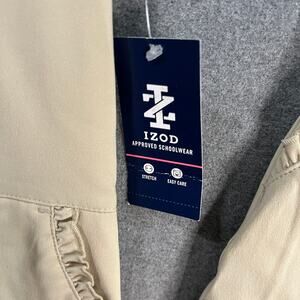 IZOD
APPROVED SCHOOLWEAR
STRETCH
EASY CARE